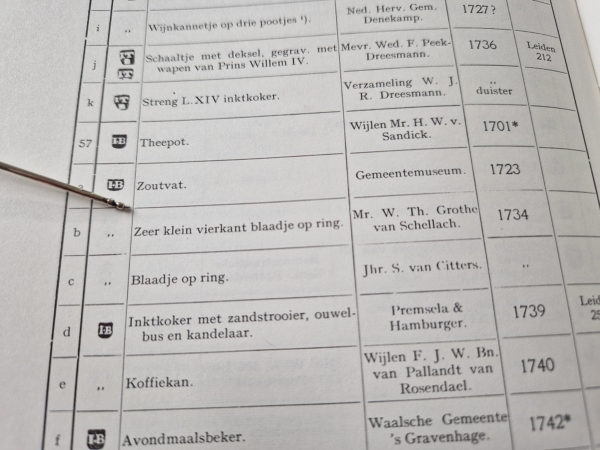 i „ Wijnkannetje op drie pootjes ¹). Ned. Herv. Gem. 1727?
Denekamp.
j Schaaltje met deksel, gegrav. met Mevr. Wed. F. Peek- 1736 Leiden
wapen van Prins Willem IV. Dreesmann. 212
k Streng L.XIV inktkoker. Verzameling W. J. „
R. Dreesmann. duister
57 I·B Theepot. Wijlen Mr. H. W. v. 1701*
Sandick.
I·B Zoutvat. Gemeentemuseum. 1723
b „ Zeer klein vierkant blaadje op ring. Mr. W. Th. Grothe 1734
van Schellach.
c „ Blaadje op ring. Jhr. S. van Citters. „
d I·B Inktkoker met zandstrooier, ouwel- Premsela & 1739
bus en kandelaar. Hamburger.
e „ Koffiekan. Wijlen F. J. W. Bn. 1740
van Pallandt van
Rosendael.
f I·B Avondmaalsbeker. Waalsche Gemeente 1742*
's Gravenhage.